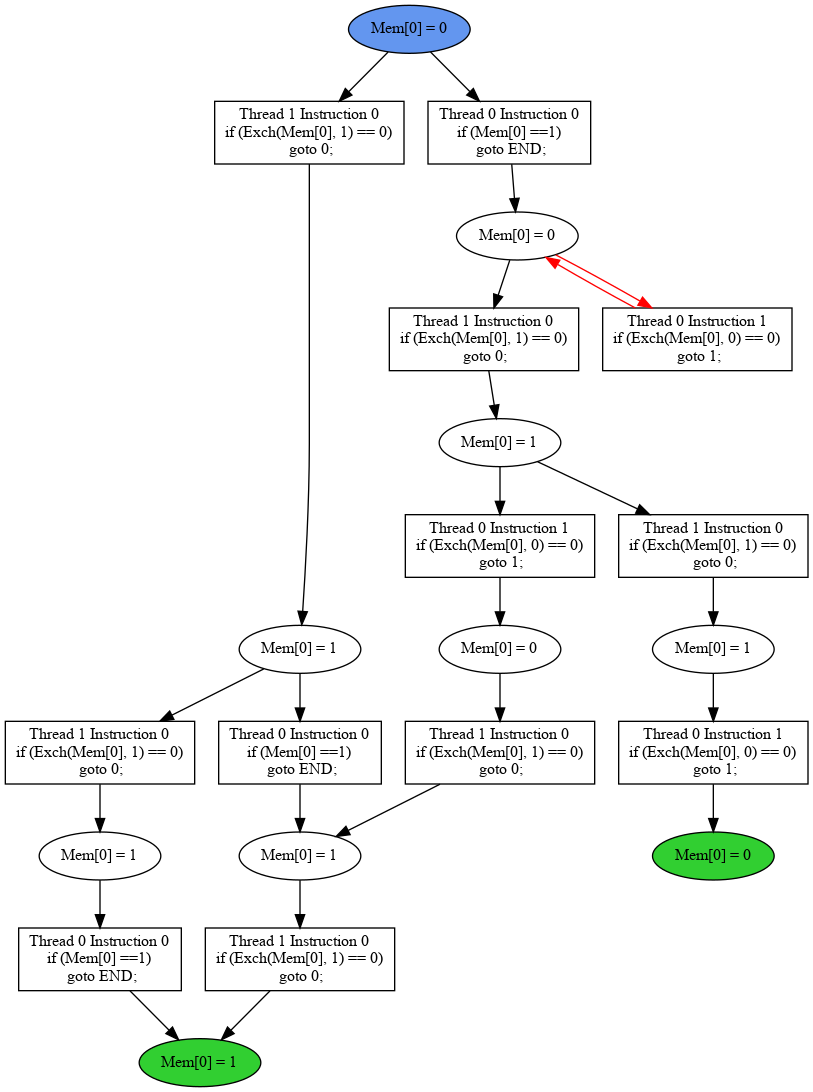 Mem[0] = 0
Thread 1 Instruction 0
if (Exch(Mem[0], 1) == 0)
goto 0;
Thread 0 Instruction 0
if (Mem[0] ==1)
goto END;
Mem[0] = 0
Thread 1 Instruction 0
if (Exch(Mem[0], 1) == 0)
goto 0;
Thread 0 Instruction 1
if (Exch(Mem[0], 0) == 0)
goto 1;
Mem[0] = 1
Thread 0 Instruction 1
if (Exch(Mem[0], 0) == 0)
goto 1;
Thread 1 Instruction 0
if (Exch(Mem[0], 1) == 0)
goto 0;
Mem[0] = 1
Mem[0] = 0
Mem[0] = 1
Thread 1 Instruction 0
if (Exch(Mem[0], 1) == 0)
goto 0;
Thread 0 Instruction 0
if (Mem[0] ==1)
goto END;
Thread 1 Instruction 0
if (Exch(Mem[0], 1) == 0)
goto 0;
Thread 0 Instruction 1
if (Exch(Mem[0], 0) == 0)
goto 1;
Mem[0] = 1
Mem[0] = 1
Mem[0] = 0
Thread 0 Instruction 0
if (Mem[0] ==1)
goto END;
Thread 1 Instruction 0
if (Exch(Mem[0], 1) == 0)
goto 0;
Mem[0] = 1